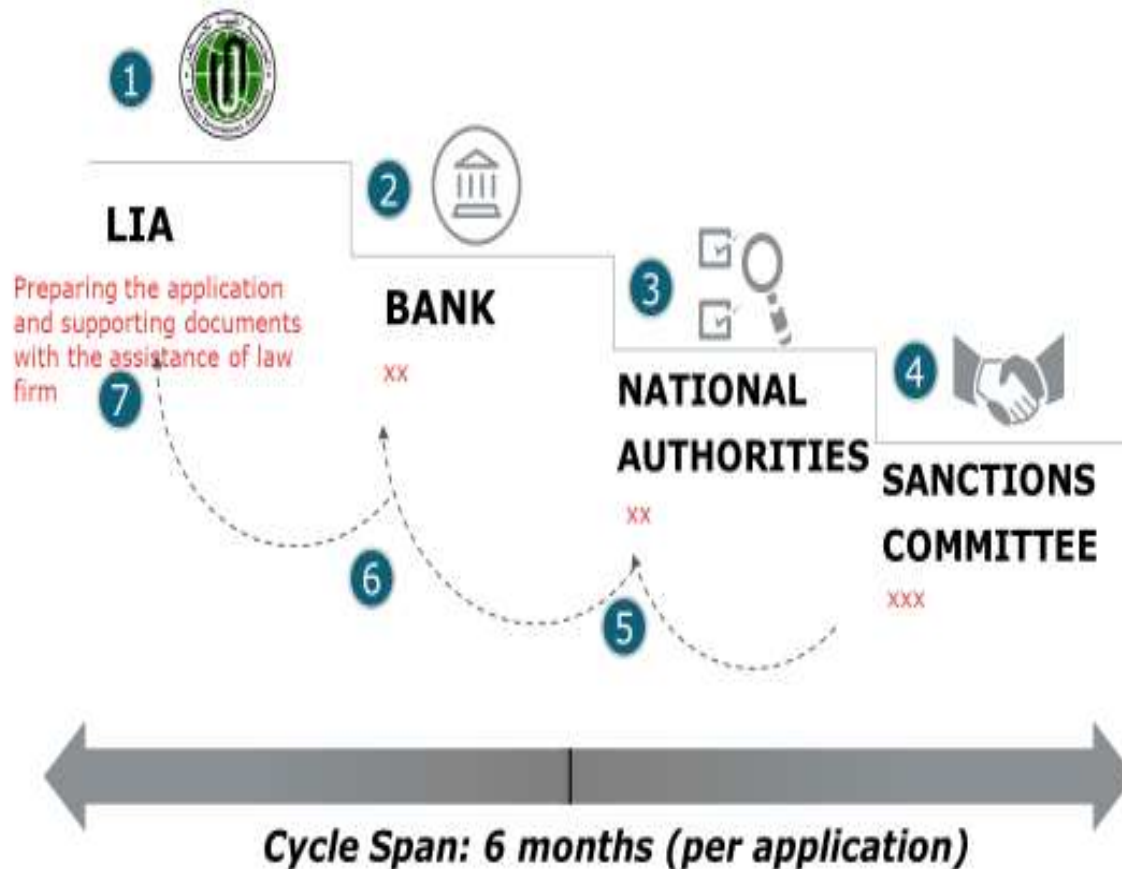 1
LIA
Preparing the application
and supporting documents
with the assistance of law
firm
2
BANK
xx
3
NATIONAL
AUTHORITIES
xx
4
SANCTIONS
COMMITTEE
xxx
5
6
7
Cycle Span: 6 months (per application)